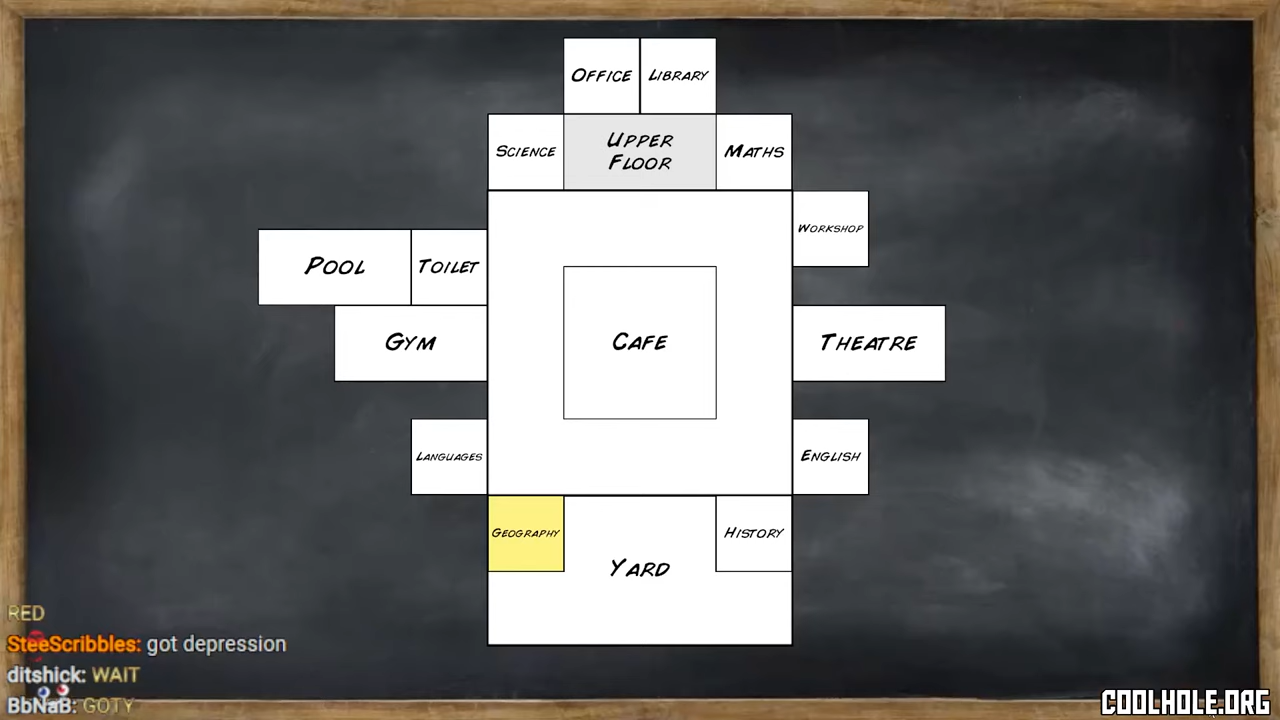 OFFICE
LIBRARY
SCIENCE
UPPER
FLOOR
MATHS
WORKSHOP
POOL
TOILET
GYM
CAFE
THEATRE
LANGUAGES
ENGLISH
GEOGRAPHY
HISTORY
YARD
RED
SteeScribbles: got depression
ditshick: WAIT
BbNaB: GOTY
COOLHOLE.ORG